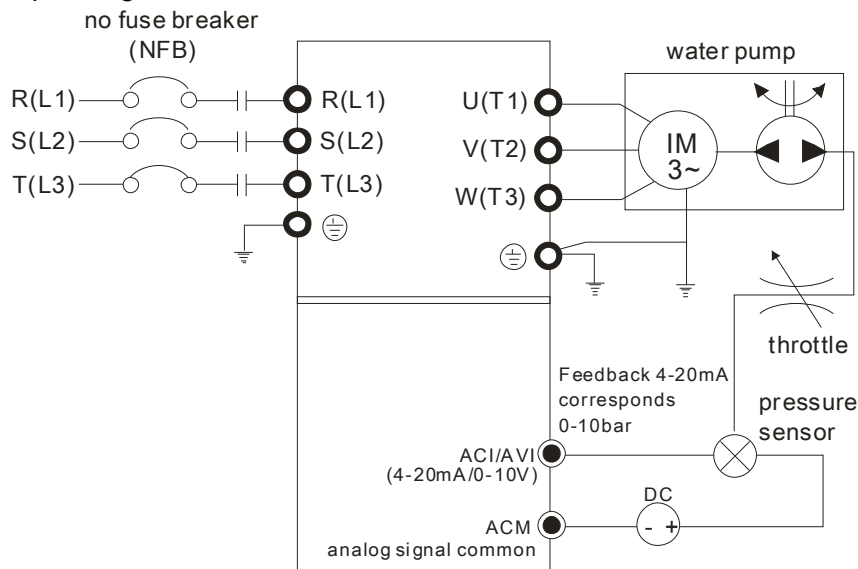 no fuse breaker
(NFB)
R(L1)
S(L2)
T(L3)
R(L1)
S(L2)
T(L3)
U(T1)
V(T2)
W(T3)
water pump
IM
3~
throttle
Feedback 4-20mA
corresponds
0-10bar
pressure
sensor
ACI/AVI
(4-20mA/0-10V)
DC
- +
ACM
analog signal common